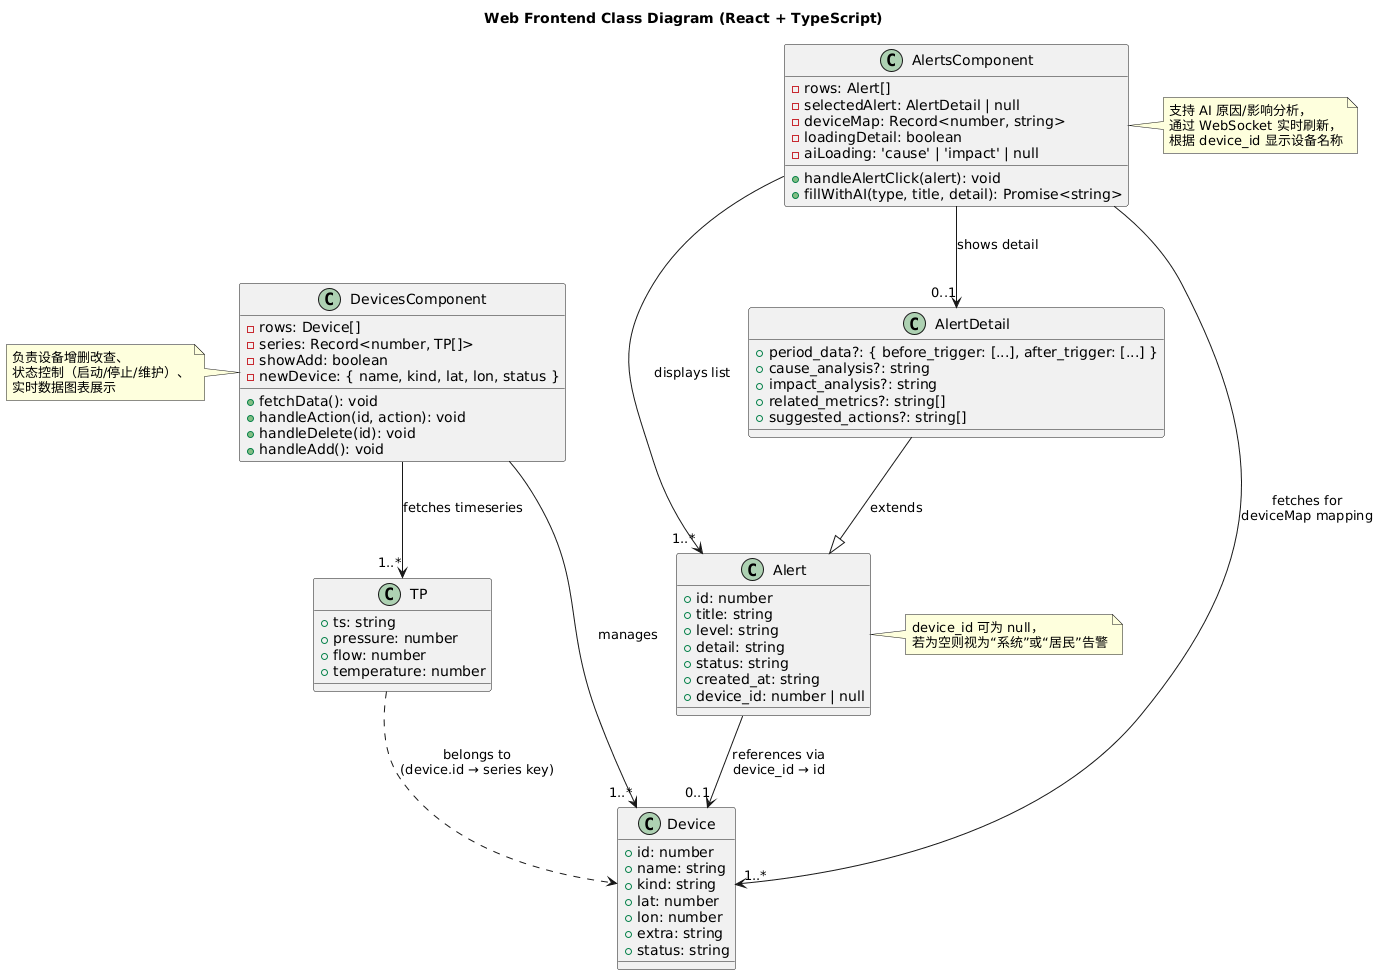 Web Frontend Class Diagram (React + TypeScript)
C AlertsComponent
rows: Alert[]
selectedAlert: AlertDetail | null
deviceMap: Record<number, string>
loadingDetail: boolean
aiLoading: 'cause' | 'impact' | null
handleAlertClick(alert): void
fillWithAI(type, title, detail): Promise<string>
支持 AI 原因/影响分析，
通过 WebSocket 实时刷新，
根据 device_id 显示设备名称
shows detail
0..1
C DevicesComponent
rows: Device[]
series: Record<number, TP[]>
showAdd: boolean
newDevice: { name, kind, lat, lon, status }
fetchData(): void
handleAction(id, action): void
handleDelete(id): void
handleAdd(): void
负责设备增删改查、
状态控制（启动/停止/维护）、
实时数据图表展示
displays list
1..*
C AlertDetail
period_data?: { before_trigger: [...], after_trigger: [...] }
cause_analysis?: string
impact_analysis?: string
related_metrics?: string[]
suggested_actions?: string[]
fetches timeseries
1..*
extends
fetches for
deviceMap mapping
1..*
C TP
ts: string
pressure: number
flow: number
temperature: number
manages
1..*
C Alert
id: number
title: string
level: string
detail: string
status: string
created_at: string
device_id: number | null
device_id 可为 null，
若为空则视为“系统”或“居民”告警
belongs to
(device.id → series key)
references via
device_id → id
0..1
C Device
id: number
name: string
kind: string
lat: number
lon: number
extra: string
status: string